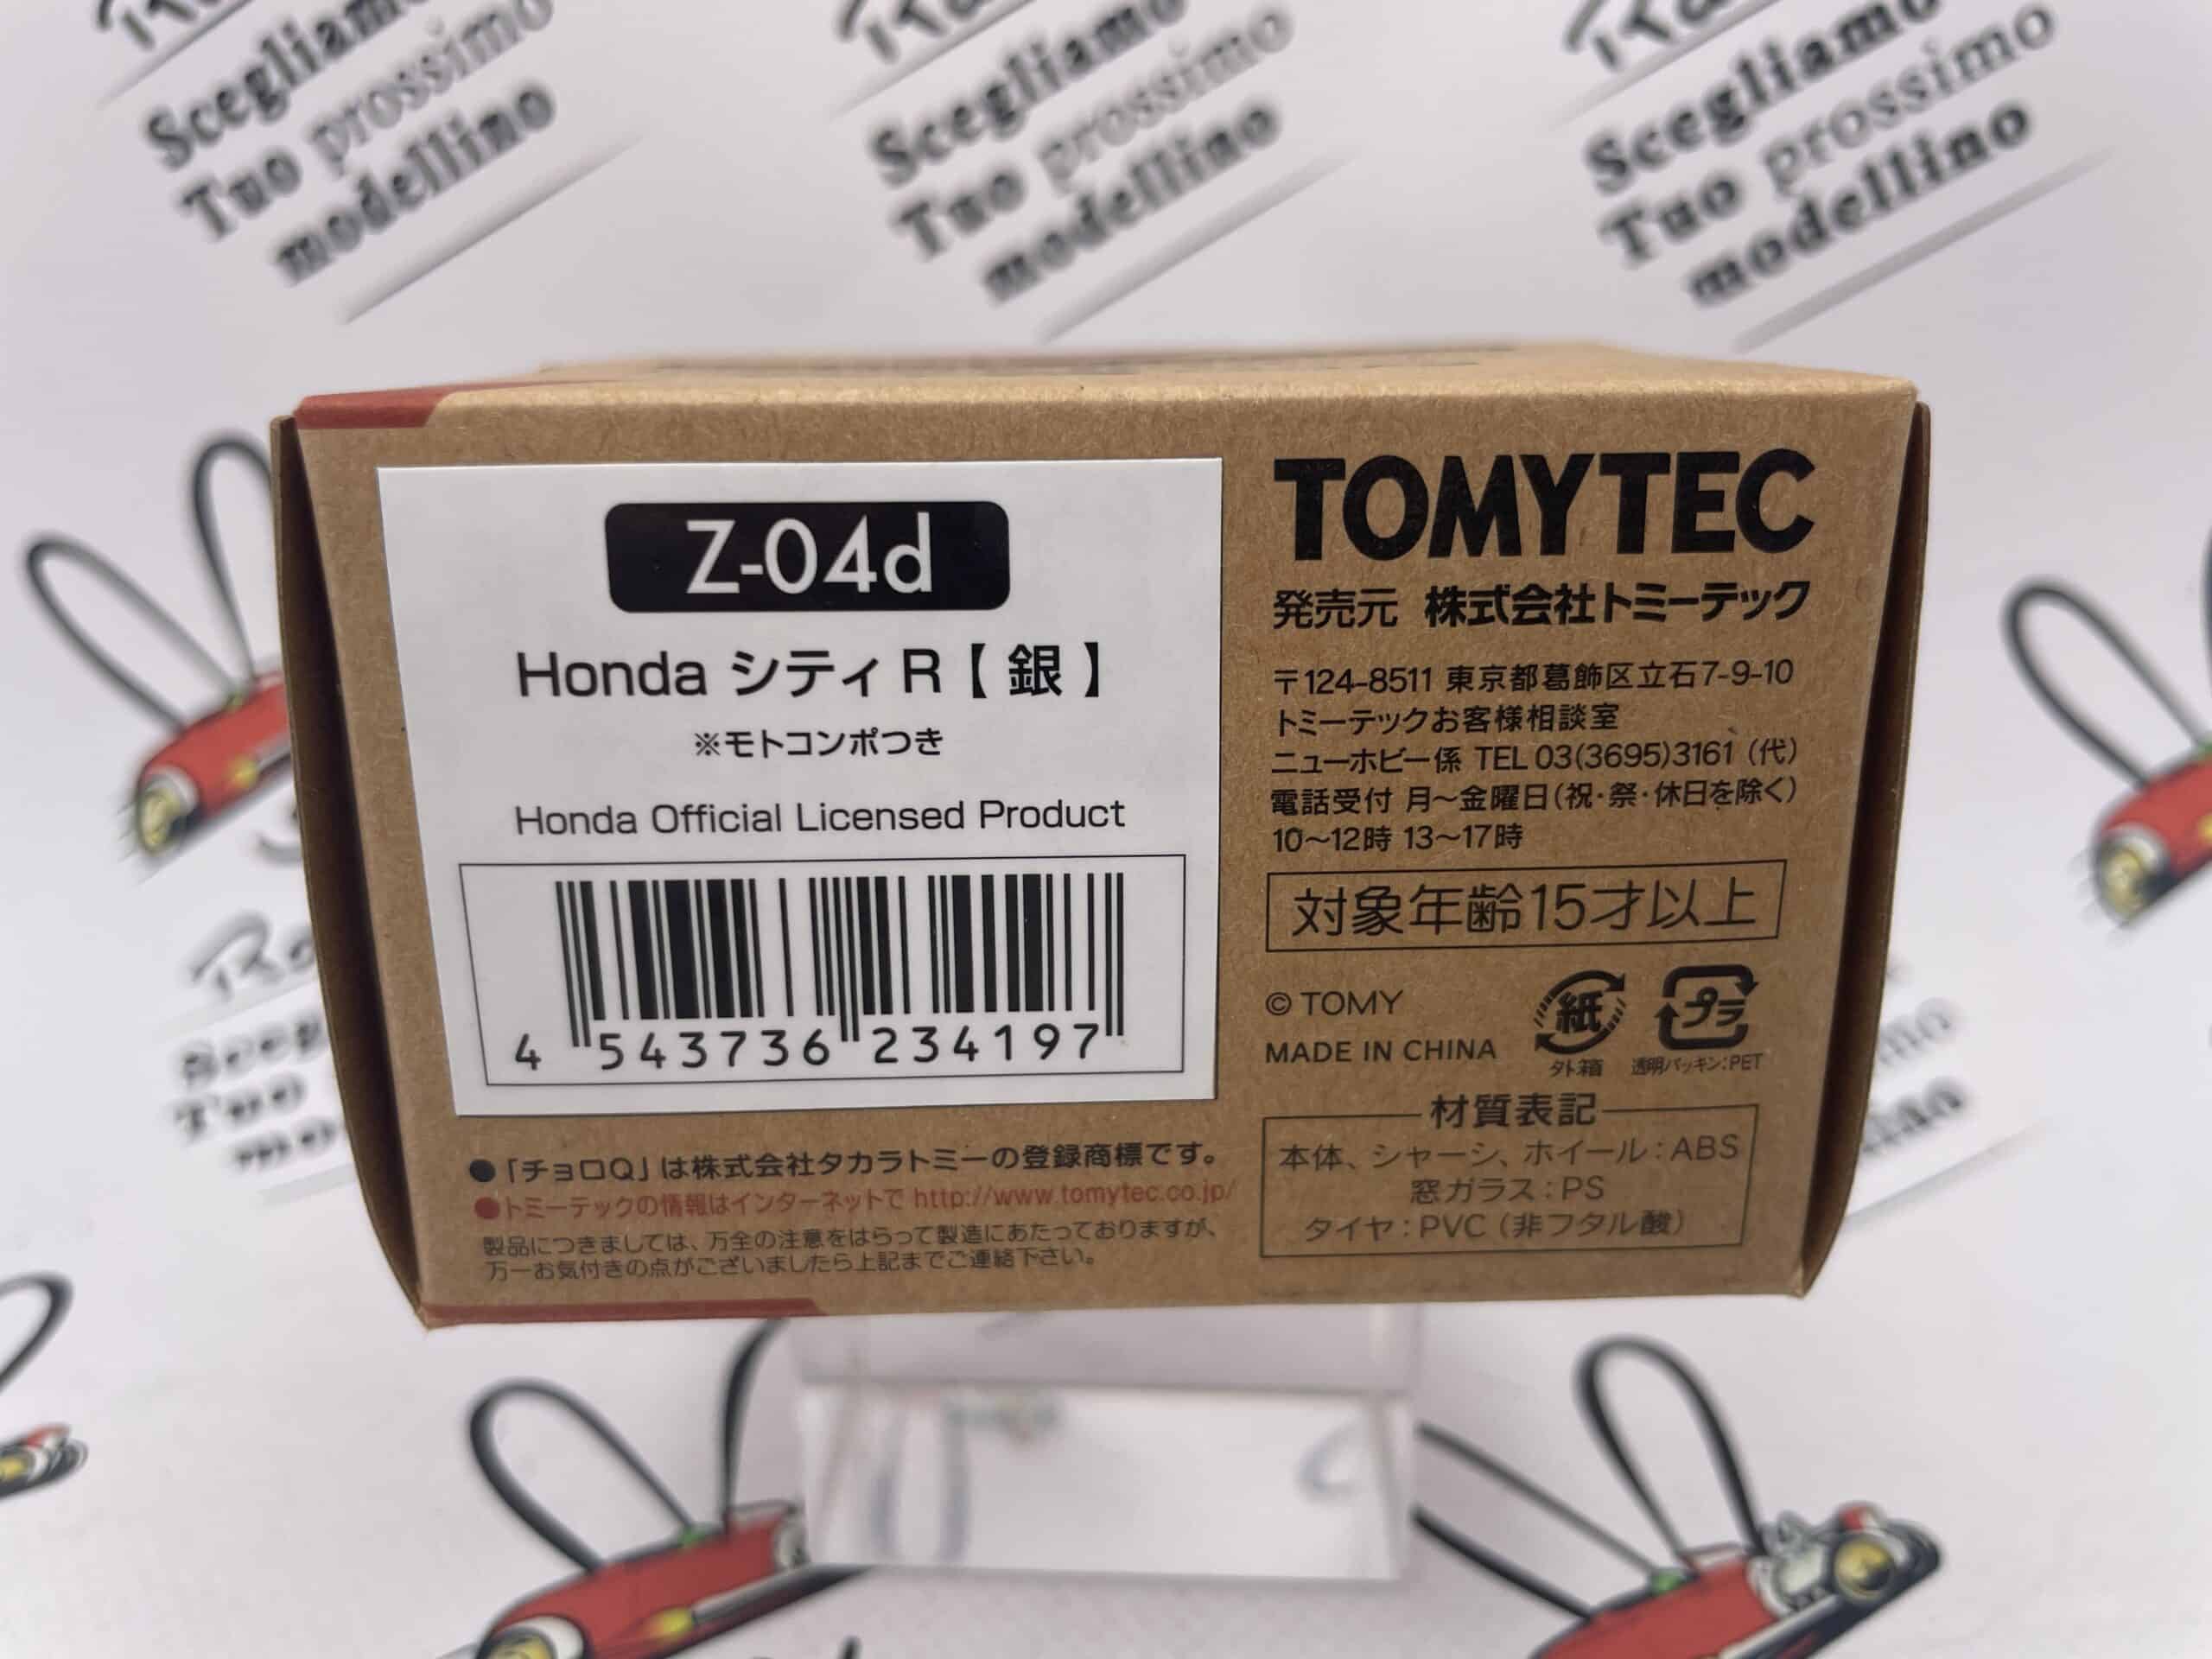 Scegliamo
Tuo prossimo
modellino
Scegliamo
Tuo prossimo
modellino
Scegliamo
Tuo prossimo
modellino
Z-04d
Honda シティ R【 銀 】
※モトコンポつき
Honda Official Licensed Product
4 543736 234197
●「チョロQ」は株式会社タカラトミーの登録商標です。
●トミーテックの情報はインターネットで http://www.tomytec.co.jp/
製品につきましては、万全の注意をはらって製造にあたっておりますが、
万一お気付きの点がございましたら上記までご連絡下さい。
TOMYTEC
発売元 株式会社トミーテック
〒124-8511 東京都葛飾区立石7-9-10
トミーテックお客様相談室
ニューホビー係 TEL 03(3695)3161 (代)
電話受付 月～金曜日(祝・祭・休日を除く)
10～12時 13～17時
対象年齢15才以上
© TOMY
MADE IN CHINA
紙
外箱
プラ
透明パッキン:PET
材質表記
本体、シャーシ、ホイール:ABS
窓ガラス:PS
タイヤ:PVC (非フタル酸)